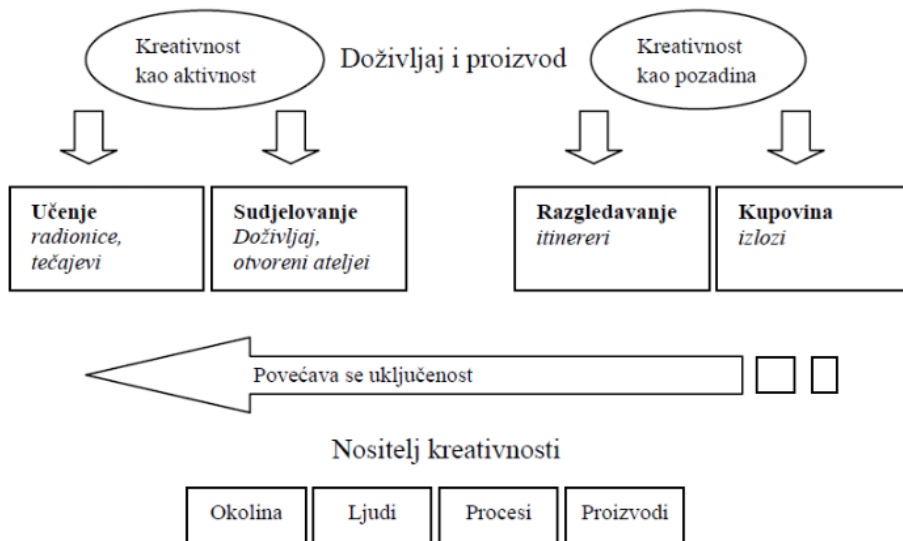 Kreativnost
kao aktivnost
Doživljaj i proizvod
Kreativnost
kao pozadina
Učenje
radionice,
tečajevi
Sudjelovanje
Doživljaj,
otvoreni ateljei
Razgledavanje
itinereri
Kupovina
izlozi
Povećava se uključenost
Nositelj kreativnosti
Okolina
Ljudi
Procesi
Proizvodi